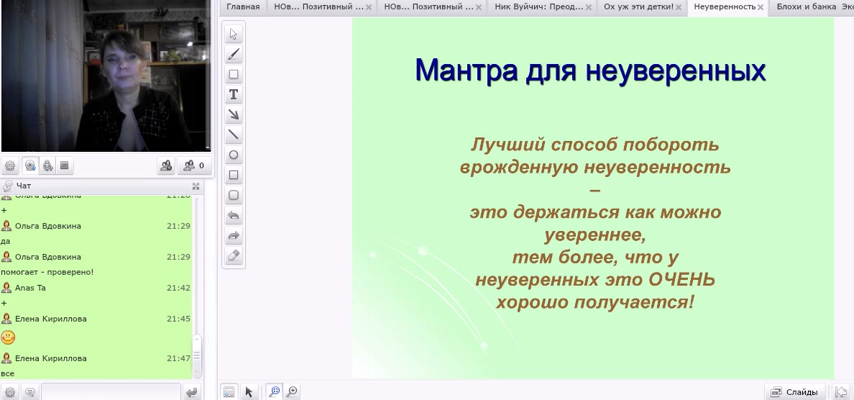 Главная
НОв... Позитивный ...
НОв... Позитивный ...
Ник Вуйчич: Преод...
Ох уж эти детки!
Неуверенность
Блохи и банка
Мантра для неуверенных
Лучший способ побороть
врожденную неуверенность
–
это держаться как можно
увереннее,
тем более, что у
неуверенных это ОЧЕНЬ
хорошо получается!
0
Чат
Ольга Вдовкина
+
Ольга Вдовкина 21:29
да
Ольга Вдовкина 21:29
помогает - проверено!
Anas Ta 21:42
+
Елена Кириллова 21:45
Елена Кириллова 21:47
все
Слайды